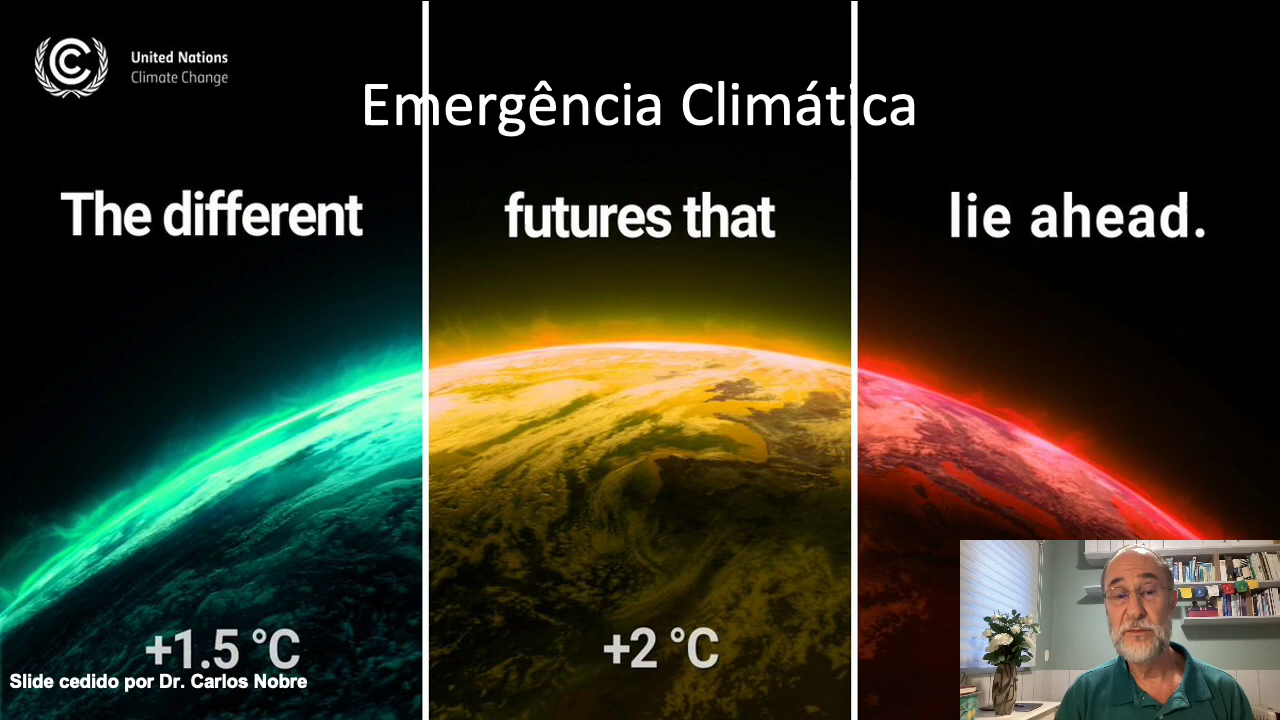 United Nations
Climate Change
Emergência Climática
The different futures that lie ahead.
+1.5 °C
+2 °C
Slide cedido por Dr. Carlos Nobre